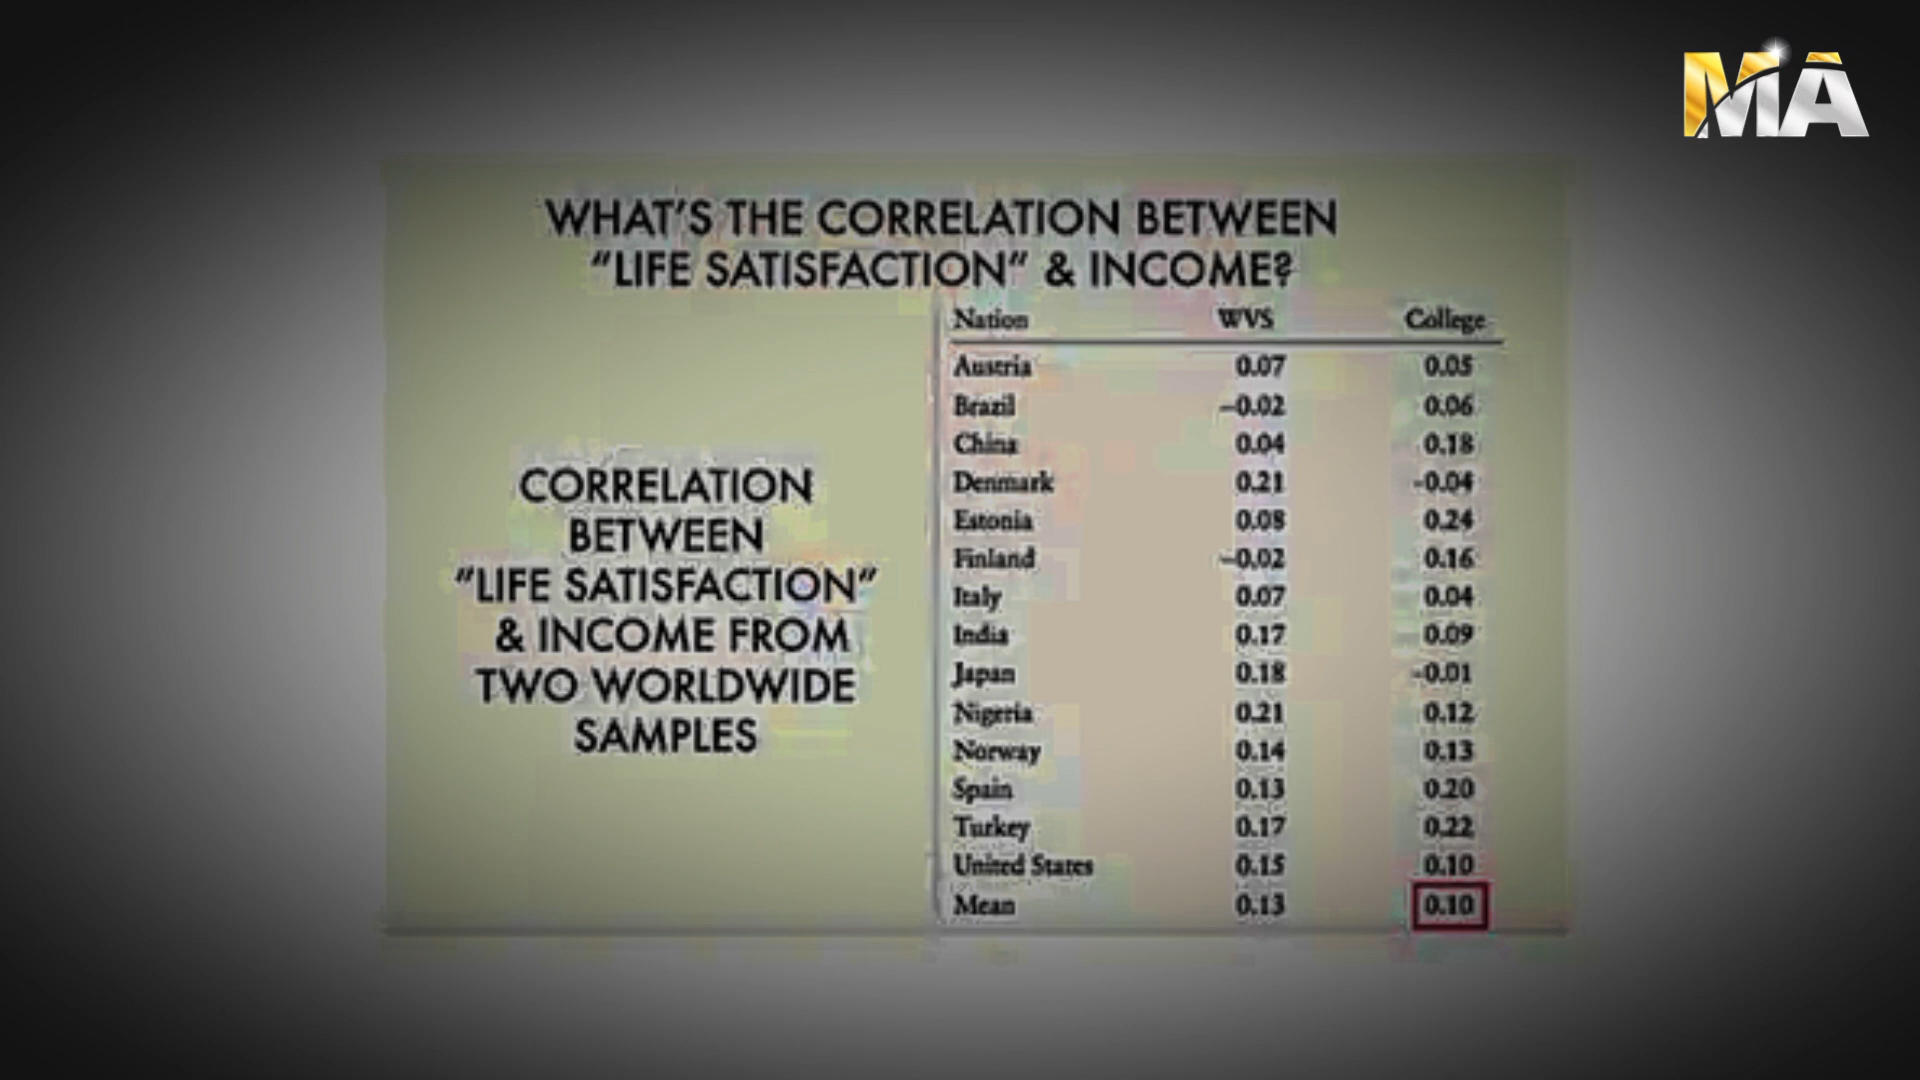 MA
WHAT'S THE CORRELATION BETWEEN
"LIFE SATISFACTION" & INCOME?
CORRELATION
BETWEEN
"LIFE SATISFACTION"
& INCOME FROM
TWO WORLDWIDE
SAMPLES
Nation WVS College
Austria 0.07 0.05
Brazil -0.02 0.06
China 0.04 0.18
Denmark 0.21 -0.04
Estonia 0.08 0.24
Finland -0.02 0.16
Italy 0.07 0.04
India 0.17 0.09
Japan 0.18 -0.01
Nigeria 0.21 0.12
Norway 0.14 0.13
Spain 0.13 0.20
Turkey 0.17 0.22
United States 0.15 0.10
Mean 0.13 0.10